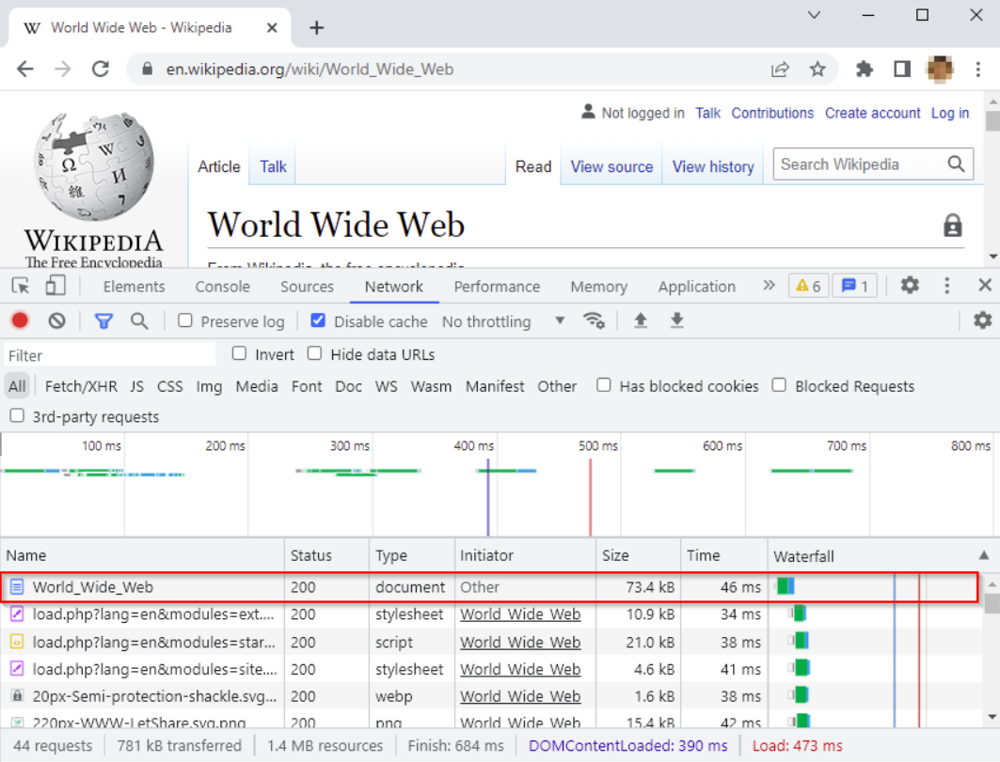 World Wide Web - Wikipedia
en.wikipedia.org/wiki/World_Wide_Web
Not logged in Talk Contributions Create account Log in
Article Talk Read View source View history Search Wikipedia
WIKIPEDIA
The Free Encyclopedia
World Wide Web
From Wikipedia, the free encyclopedia
Elements Console Sources Network Performance Memory Application » 6 1
Preserve log Disable cache No throttling
Filter Invert Hide data URLs
All Fetch/XHR JS CSS Img Media Font Doc WS Wasm Manifest Other Has blocked cookies Blocked Requests
3rd-party requests
100 ms 200 ms 300 ms 400 ms 500 ms 600 ms 700 ms 800 ms
Name Status Type Initiator Size Time Waterfall
World_Wide_Web 200 document Other 73.4 kB 46 ms
load.php?lang=en&modules=ext.... 200 stylesheet World_Wide_Web 10.9 kB 34 ms
load.php?lang=en&modules=star... 200 script World_Wide_Web 21.0 kB 38 ms
load.php?lang=en&modules=site.... 200 stylesheet World_Wide_Web 4.6 kB 41 ms
20px-Semi-protection-shackle.svg... 200 webp World_Wide_Web 1.6 kB 38 ms
220px-WWW-LetShare.svg.png 200 png World_Wide_Web 15.4 kB 42 ms
44 requests 781 kB transferred 1.4 MB resources Finish: 684 ms DOMContentLoaded: 390 ms Load: 473 ms